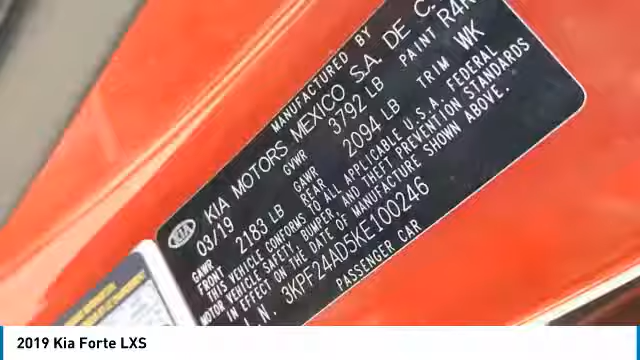 MANUFACTURED BY
KIA KIA MOTORS MEXICO S.A. DE C.
03/19 GVWR 3792 LB PAINT R4R
GAWR FRONT 2183 LB GAWR REAR 2094 LB TRIM WK
THIS VEHICLE CONFORMS TO ALL APPLICABLE U.S.A. FEDERAL
MOTOR VEHICLE SAFETY, BUMPER, AND THEFT PREVENTION STANDARDS
IN EFFECT ON THE DATE OF MANUFACTURE SHOWN ABOVE.
I.N. 3KPF24AD5KE100246
PASSENGER CAR
2019 Kia Forte LXS